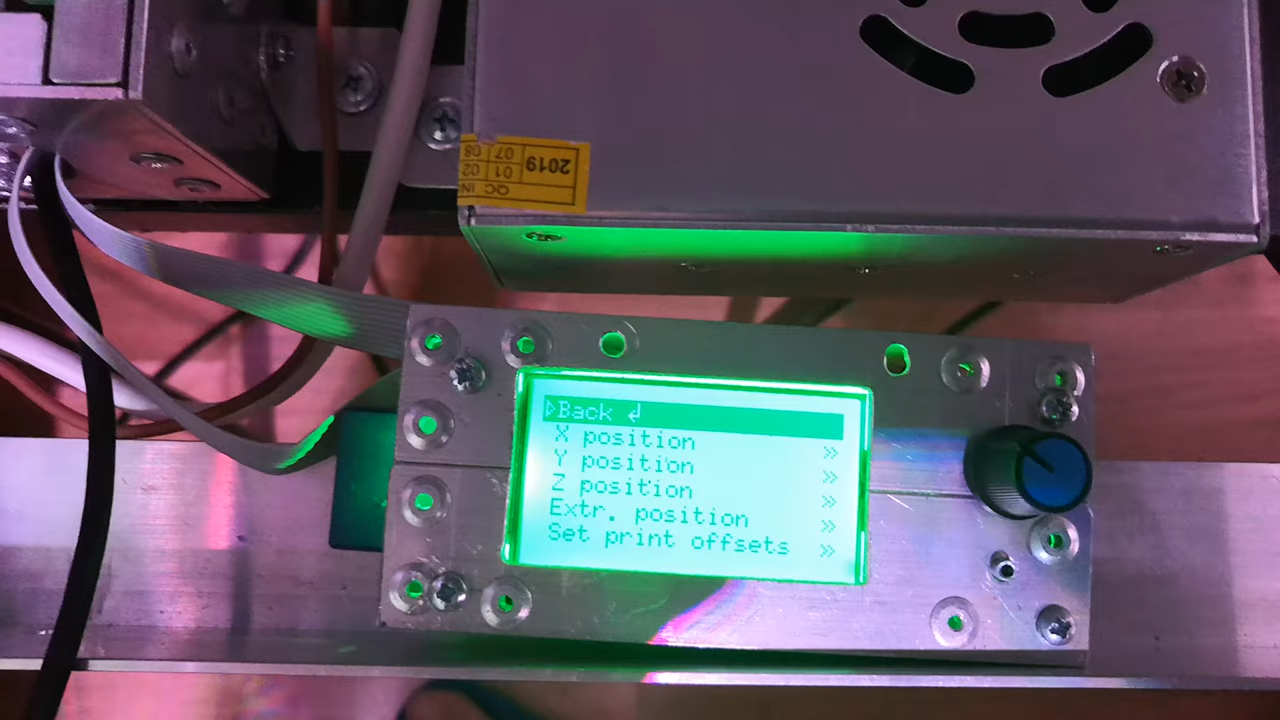 QC IN
01 02
07 08
2019
Back
X position
Y position
Z position
Extr. position
Set print offsets